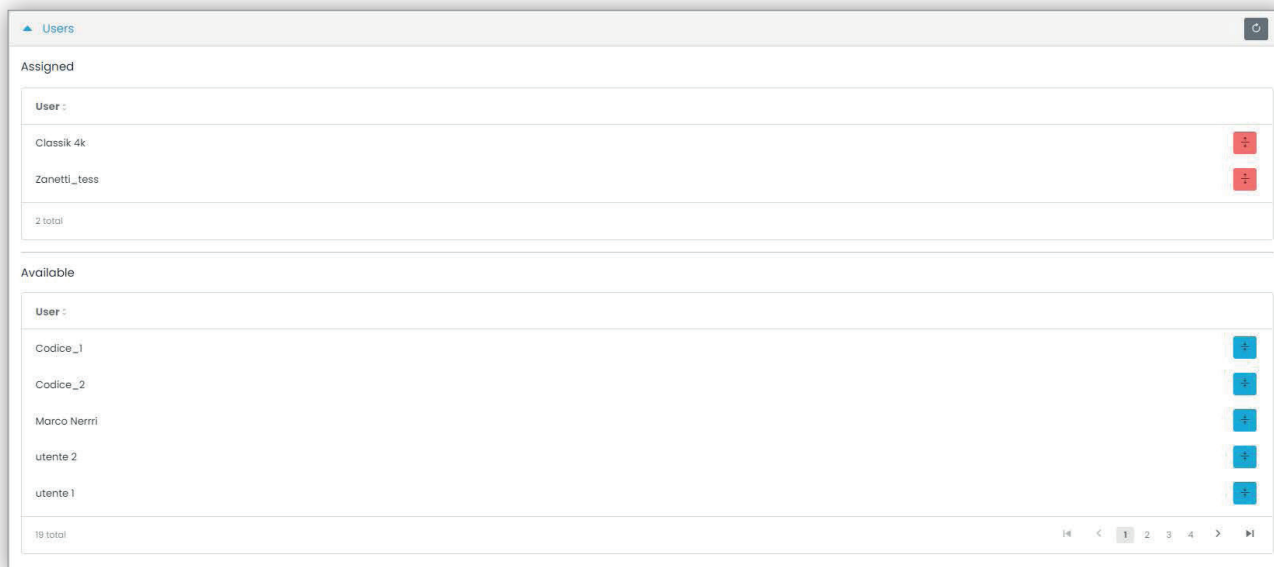 Users
Assigned
User
Classik 4k
Zanetti_tess
2 total
Available
User
Codice_1
Codice_2
Marco Nerrri
utente 2
utente 1
19 total
1 2 3 4